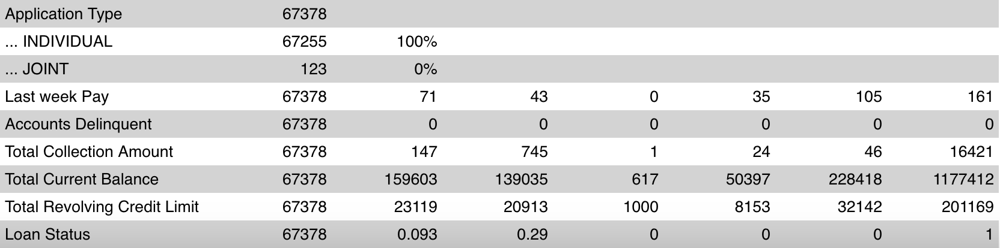 Application Type 67378
... INDIVIDUAL 67255 100%
... JOINT 123 0%
Last week Pay 67378 71 43 0 35 105 161
Accounts Delinquent 67378 0 0 0 0 0 0
Total Collection Amount 67378 147 745 1 24 46 16421
Total Current Balance 67378 159603 139035 617 50397 228418 1177412
Total Revolving Credit Limit 67378 23119 20913 1000 8153 32142 201169
Loan Status 67378 0.093 0.29 0 0 0 1